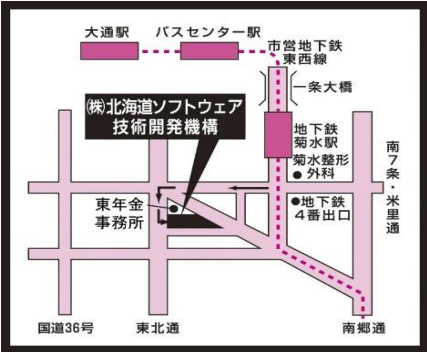 大通駅
バスセンター駅
市営地下鉄
東西線
一条大橋
㈱北海道ソフトウェア
技術開発機構
地下鉄
菊水駅
菊水整形
外科
南7条・米里通
東年金
事務所
地下鉄
4番出口
国道36号
東北通
南郷通